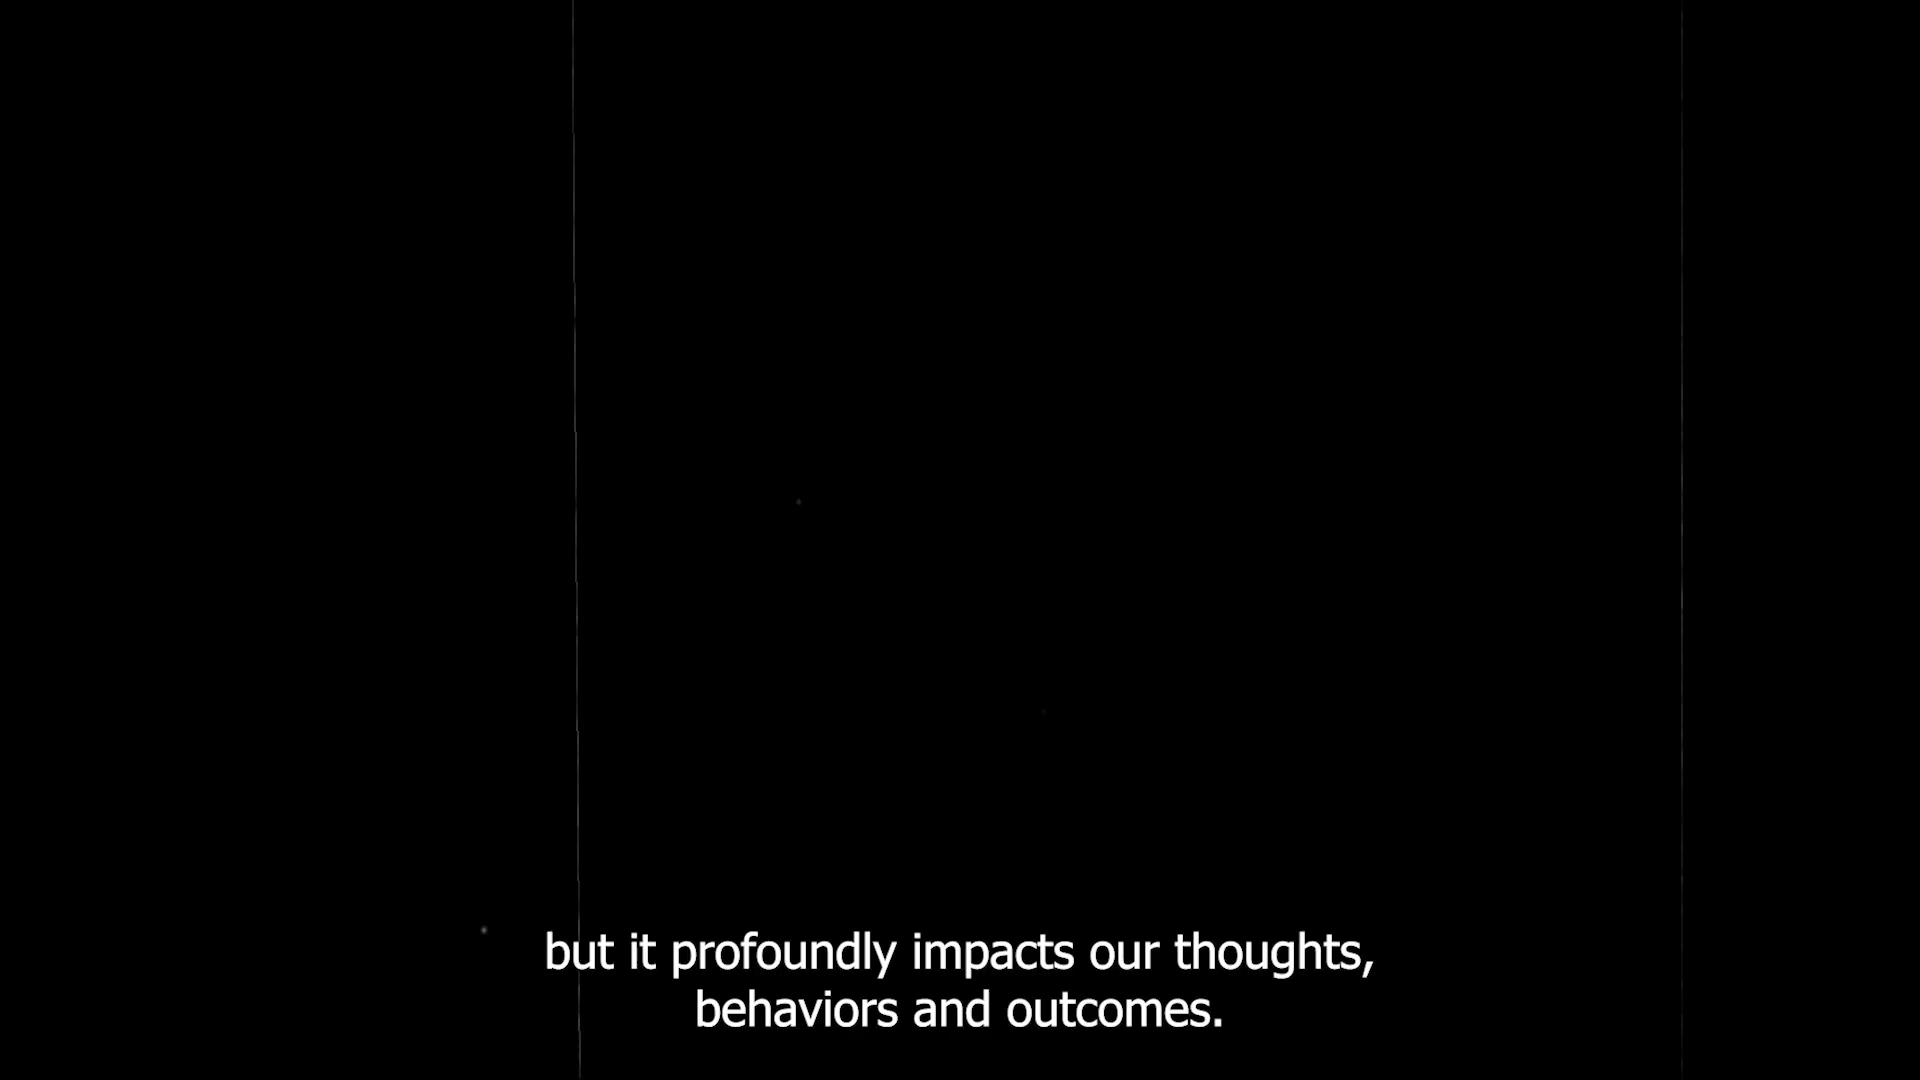 but it profoundly impacts our thoughts,
behaviors and outcomes.